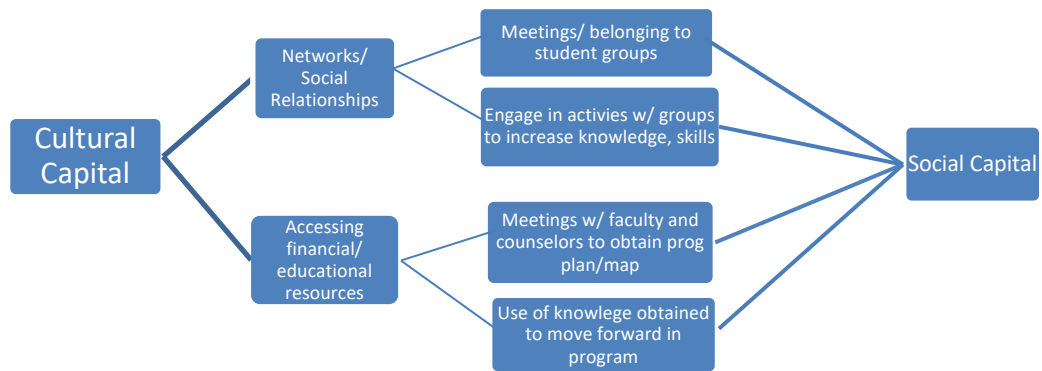 Cultural
Capital
Networks/
Social
Relationships
Accessing
financial/
educational
resources
Meetings/ belonging to
student groups
Engage in activies w/ groups
to increase knowledge, skills
Meetings w/ faculty and
counselors to obtain prog
plan/map
Use of knowlege obtained
to move forward in
program
Social Capital